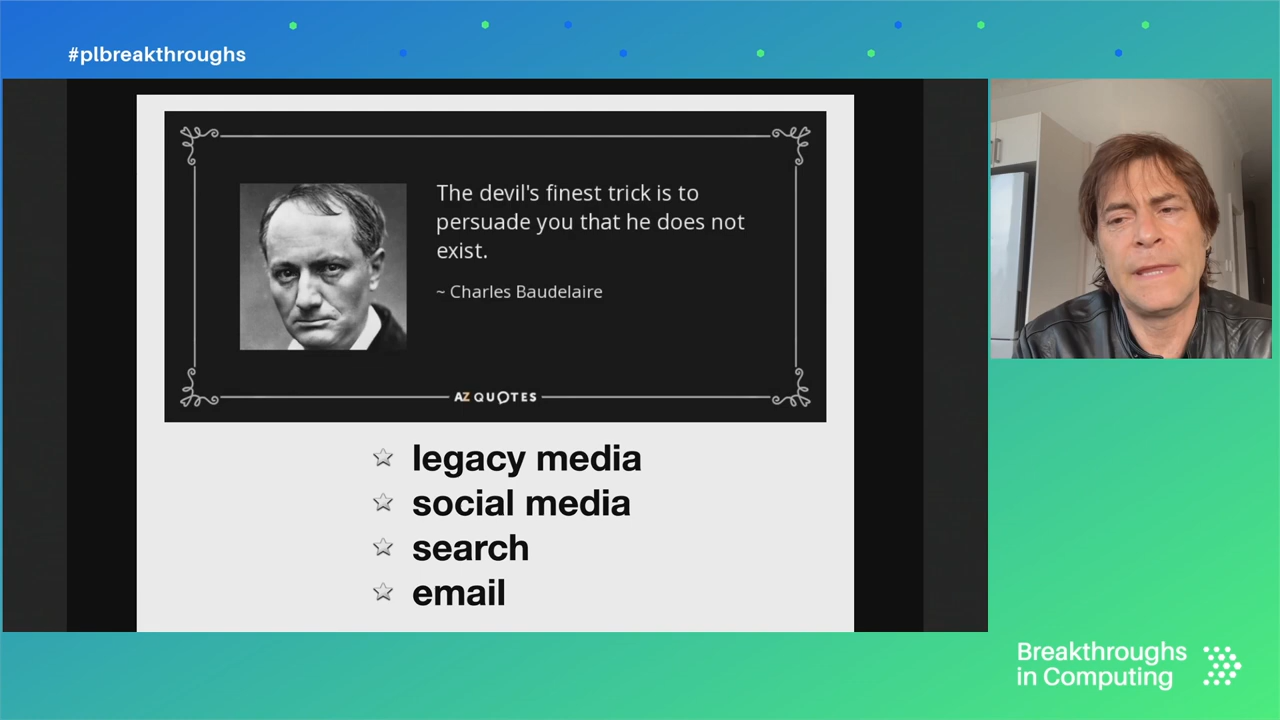 #plbreakthroughs
The devil's finest trick is to
persuade you that he does not
exist.
~ Charles Baudelaire
AZ QUOTES
legacy media
social media
search
email
Breakthroughs
in Computing